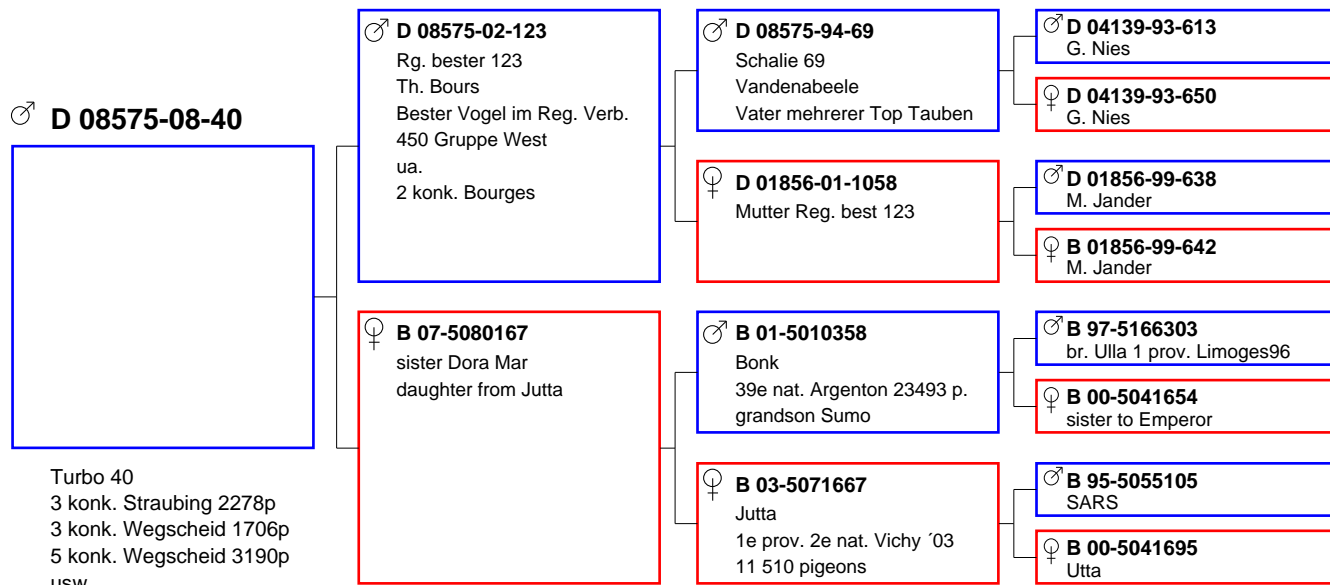 ♂ D 08575-08-40
Turbo 40
3 konk. Straubing 2278p
3 konk. Wegscheid 1706p
5 konk. Wegscheid 3190p
usw
♂ D 08575-02-123
Rg. bester 123
Th. Bours
Bester Vogel im Reg. Verb.
450 Gruppe West
ua.
2 konk. Bourges
♀ B 07-5080167
sister Dora Mar
daughter from Jutta
♂ D 08575-94-69
Schalie 69
Vandenabeele
Vater mehrerer Top Tauben
♀ D 01856-01-1058
Mutter Reg. best 123
♂ B 01-5010358
Bonk
39e nat. Argenton 23493 p.
grandson Sumo
♀ B 03-5071667
Jutta
1e prov. 2e nat. Vichy ´03
11 510 pigeons
♂ D 04139-93-613
G. Nies
♀ D 04139-93-650
G. Nies
♂ D 01856-99-638
M. Jander
♀ B 01856-99-642
M. Jander
♂ B 97-5166303
br. Ulla 1 prov. Limoges96
♀ B 00-5041654
sister to Emperor
♂ B 95-5055105
SARS
♀ B 00-5041695
Utta